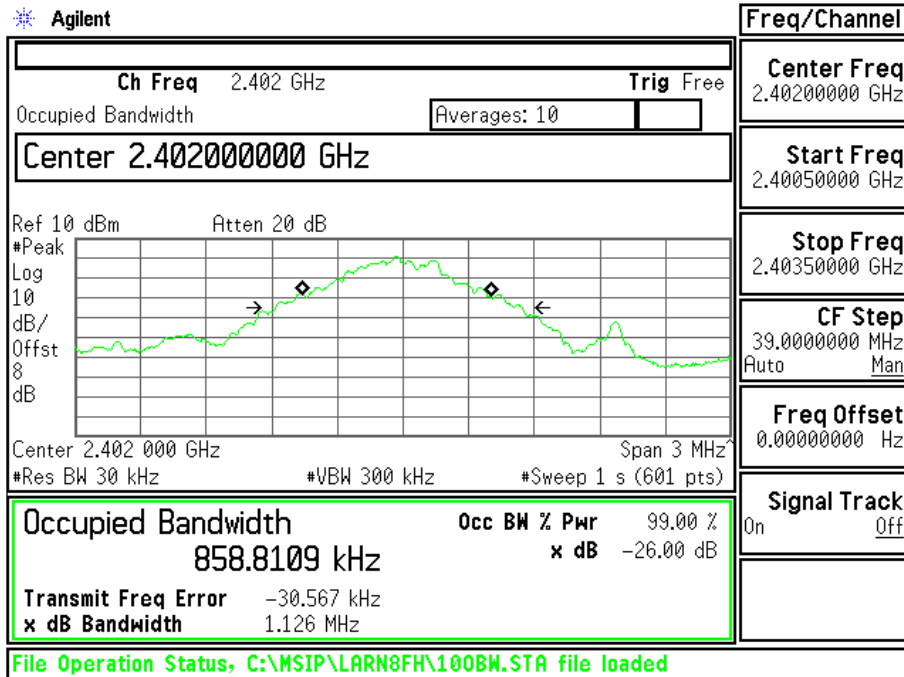 Agilent
Freq/Channel
Ch Freq 2.402 GHz Trig Free
Occupied Bandwidth Averages: 10
Center 2.402000000 GHz
Ref 10 dBm Atten 20 dB
#Peak
Log
10
dB/
Offst
8
dB
Center 2.402 000 GHz Span 3 MHz^
#Res BW 30 kHz #VBW 300 kHz #Sweep 1 s (601 pts)
Occupied Bandwidth Occ BW % Pwr 99.00 %
858.8109 kHz x dB -26.00 dB
Transmit Freq Error -30.567 kHz
x dB Bandwidth 1.126 MHz
File Operation Status, C:\MSIP\LARN8FH\100BW.STA file loaded
Center Freq
2.40200000 GHz
Start Freq
2.40050000 GHz
Stop Freq
2.40350000 GHz
CF Step
39.0000000 MHz
Auto Man
Freq Offset
0.00000000 Hz
Signal Track
On Off